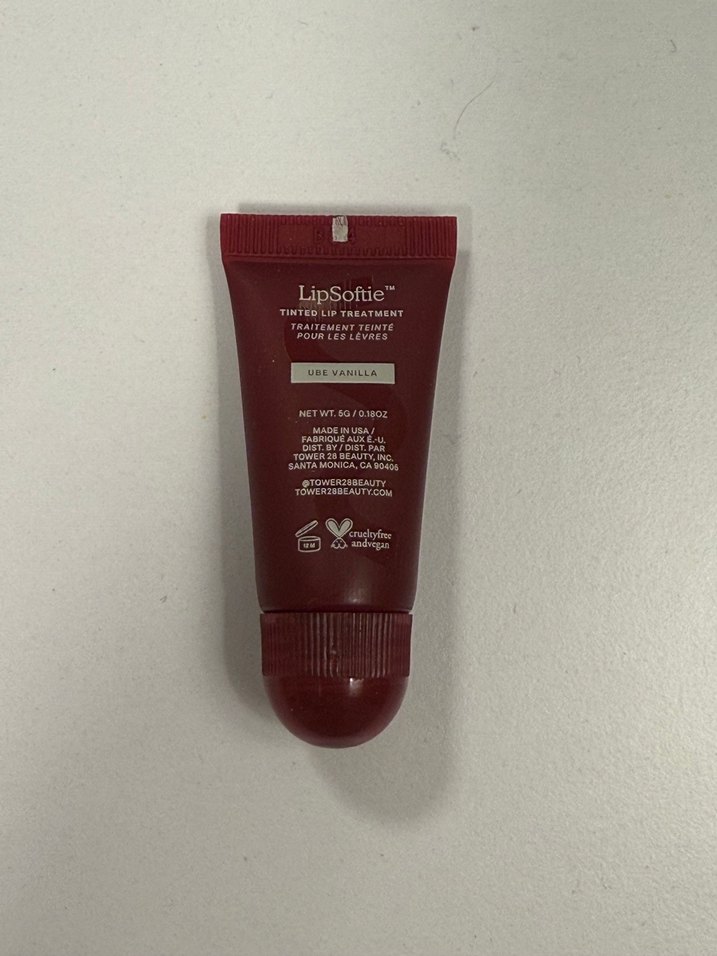 LipSoftie™
TINTED LIP TREATMENT
TRAITEMENT TEINTÉ
POUR LES LÈVRES
UBE VANILLA
NET WT. 5G / 0.18OZ
MADE IN USA /
FABRIQUÉ AUX É.-U.
DIST. BY / DIST. PAR
TOWER 28 BEAUTY, INC.
SANTA MONICA, CA 90405
@TOWER28BEAUTY
TOWER28BEAUTY.COM
12 M
crueltyfree
andvegan